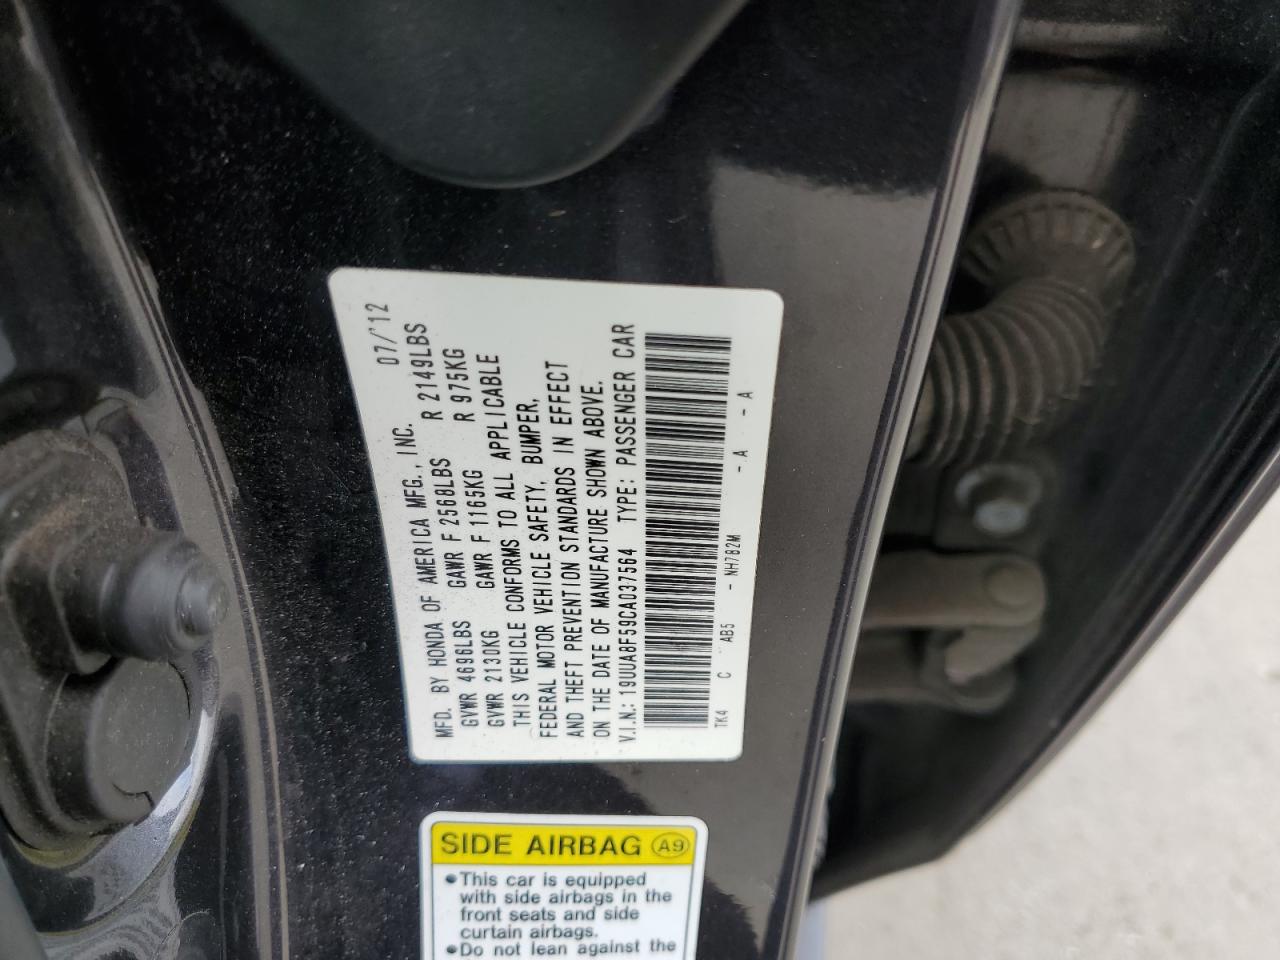 MFD. BY HONDA OF AMERICA MFG., INC. 07/'12
GVWR 4696LBS GAWR F 2568LBS R 2149LBS
GVWR 2130KG GAWR F 1165KG R 975KG
THIS VEHICLE CONFORMS TO ALL APPLICABLE
FEDERAL MOTOR VEHICLE SAFETY, BUMPER,
AND THEFT PREVENTION STANDARDS IN EFFECT
ON THE DATE OF MANUFACTURE SHOWN ABOVE.
V.I.N.: 19UUA8F59CA037564 TYPE: PASSENGER CAR
TK4 C AB5 - NH782M - A - A
SIDE AIRBAG A9
•This car is equipped
with side airbags in the
front seats and side
curtain airbags.
•Do not lean against the